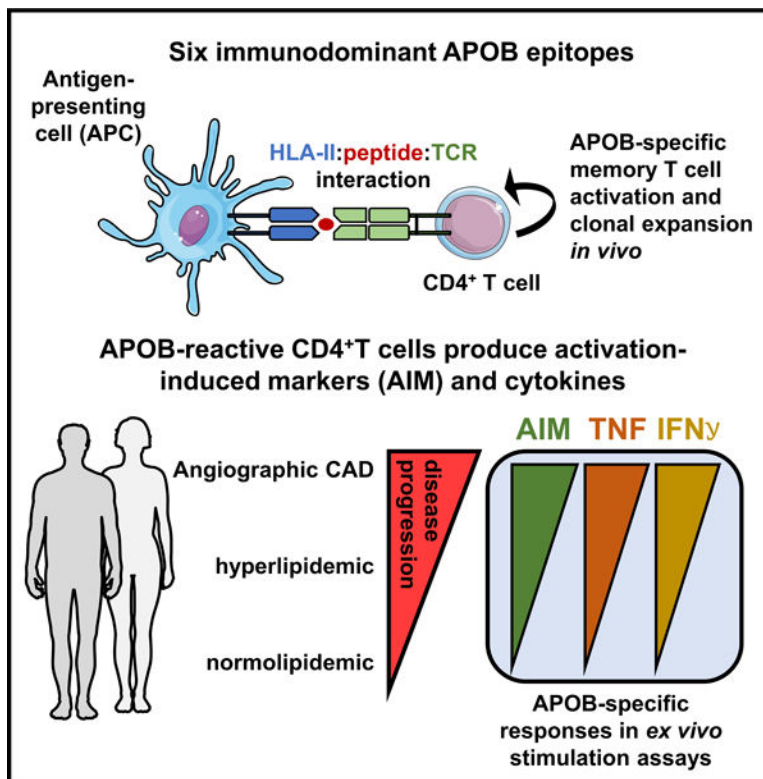 Six immunodominant APOB epitopes
Antigen-
presenting
cell (APC)
HLA-II:peptide:TCR
interaction
APOB-specific
memory T cell
activation and
clonal expansion
in vivo
CD4⁺ T cell
APOB-reactive CD4⁺T cells produce activation-
induced markers (AIM) and cytokines
Angiographic CAD
hyperlipidemic
normolipidemic
disease
progression
AIM TNF IFNy
APOB-specific
responses in ex vivo
stimulation assays